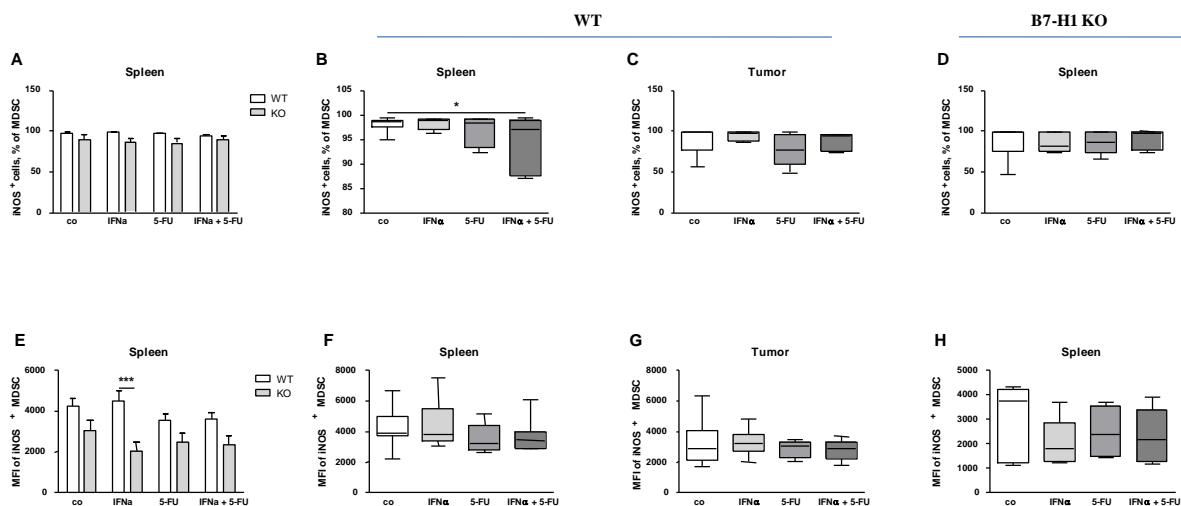 WT
B7-H1 KO
A
Spleen
iNOS + cells, % of MDSC
150
100
50
0
co
IFNa
5-FU
IFNa + 5-FU
WT
KO
B
Spleen
iNOS + cells, % of MDSC
105
100
95
90
85
80
*
co
IFNα
5-FU
IFNα + 5-FU
C
Tumor
iNOS + cells, % of MDSC
150
100
50
0
co
IFNα
5-FU
IFNα + 5-FU
D
Spleen
iNOS + cells, % of MDSC
150
100
50
0
co
IFNα
5-FU
IFNα + 5-FU
E
Spleen
MFI of iNOS + MDSC
6000
4000
2000
0
***
co
IFNa
5-FU
IFNa + 5-FU
WT
KO
F
Spleen
MFI of iNOS + MDSC
8000
6000
4000
2000
0
co
IFNα
5-FU
IFNα + 5-FU
G
Tumor
MFI of iNOS + MDSC
8000
6000
4000
2000
0
co
IFNα
5-FU
IFNα + 5-FU
H
Spleen
MFI of iNOS + MDSC
5000
4000
3000
2000
1000
0
co
IFNα
5-FU
IFNα + 5-FU